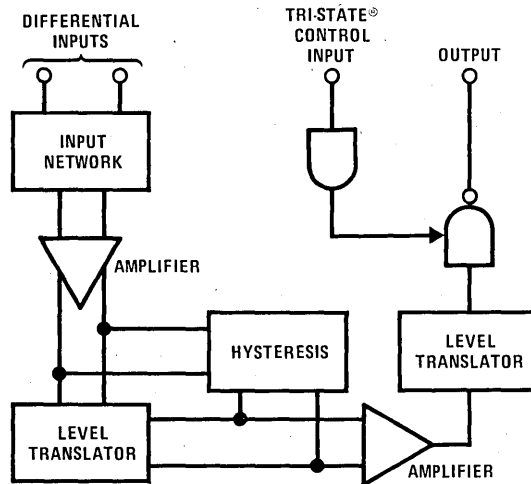 DIFFERENTIAL
INPUTS
TRI-STATE®
CONTROL
INPUT
OUTPUT
INPUT
NETWORK
AMPLIFIER
HYSTERESIS
LEVEL
TRANSLATOR
LEVEL
TRANSLATOR
AMPLIFIER